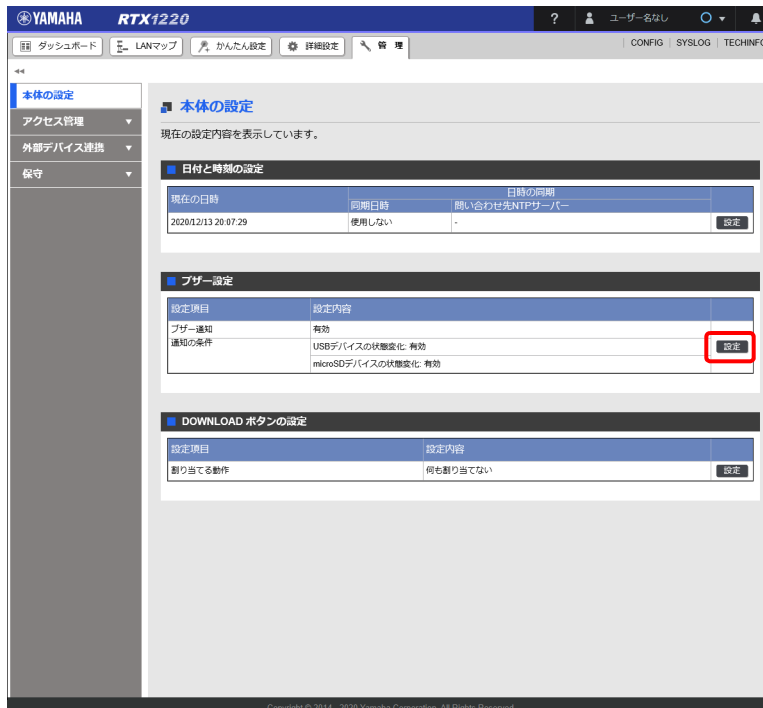 YAMAHA RTX1220 ? ユーザー名なし
ダッシュボード LANマップ かんたん設定 詳細設定 管理 CONFIG SYSLOG TECHINFO
本体の設定
アクセス管理
外部デバイス連携
保守
本体の設定
現在の設定内容を表示しています。
日付と時刻の設定
現在の日時 日時の同期
同期日時 問い合わせ先NTPサーバー
2020/12/13 20:07:29 使用しない - 設定
ブザー設定
設定項目 設定内容
ブザー通知 有効
通知の条件 USBデバイスの状態変化: 有効 設定
microSDデバイスの状態変化: 有効
DOWNLOAD ボタンの設定
設定項目 設定内容
割り当てる動作 何も割り当てない 設定
Copyright © 2014 - 2020 Yamaha Corporation. All Rights Reserved.